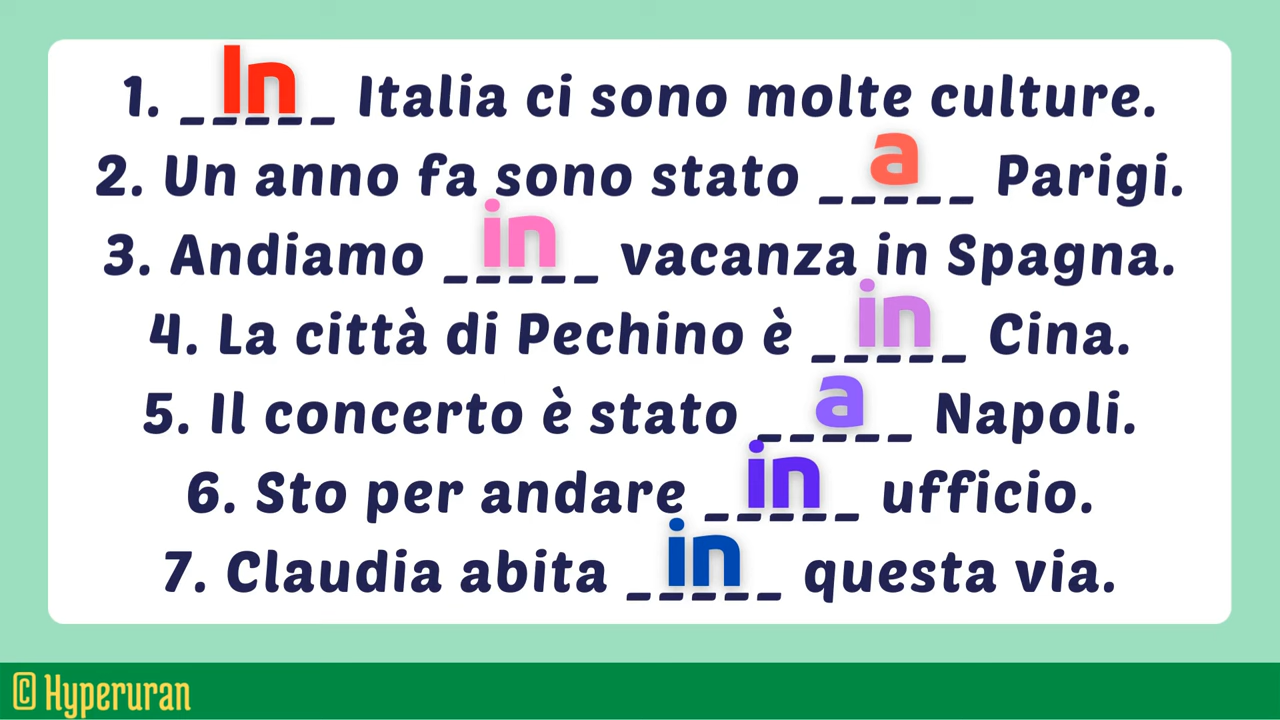 1. In Italia ci sono molte culture.
2. Un anno fa sono stato a Parigi.
3. Andiamo in vacanza in Spagna.
4. La città di Pechino è in Cina.
5. Il concerto è stato a Napoli.
6. Sto per andare in ufficio.
7. Claudia abita in questa via.
© Hyperuran